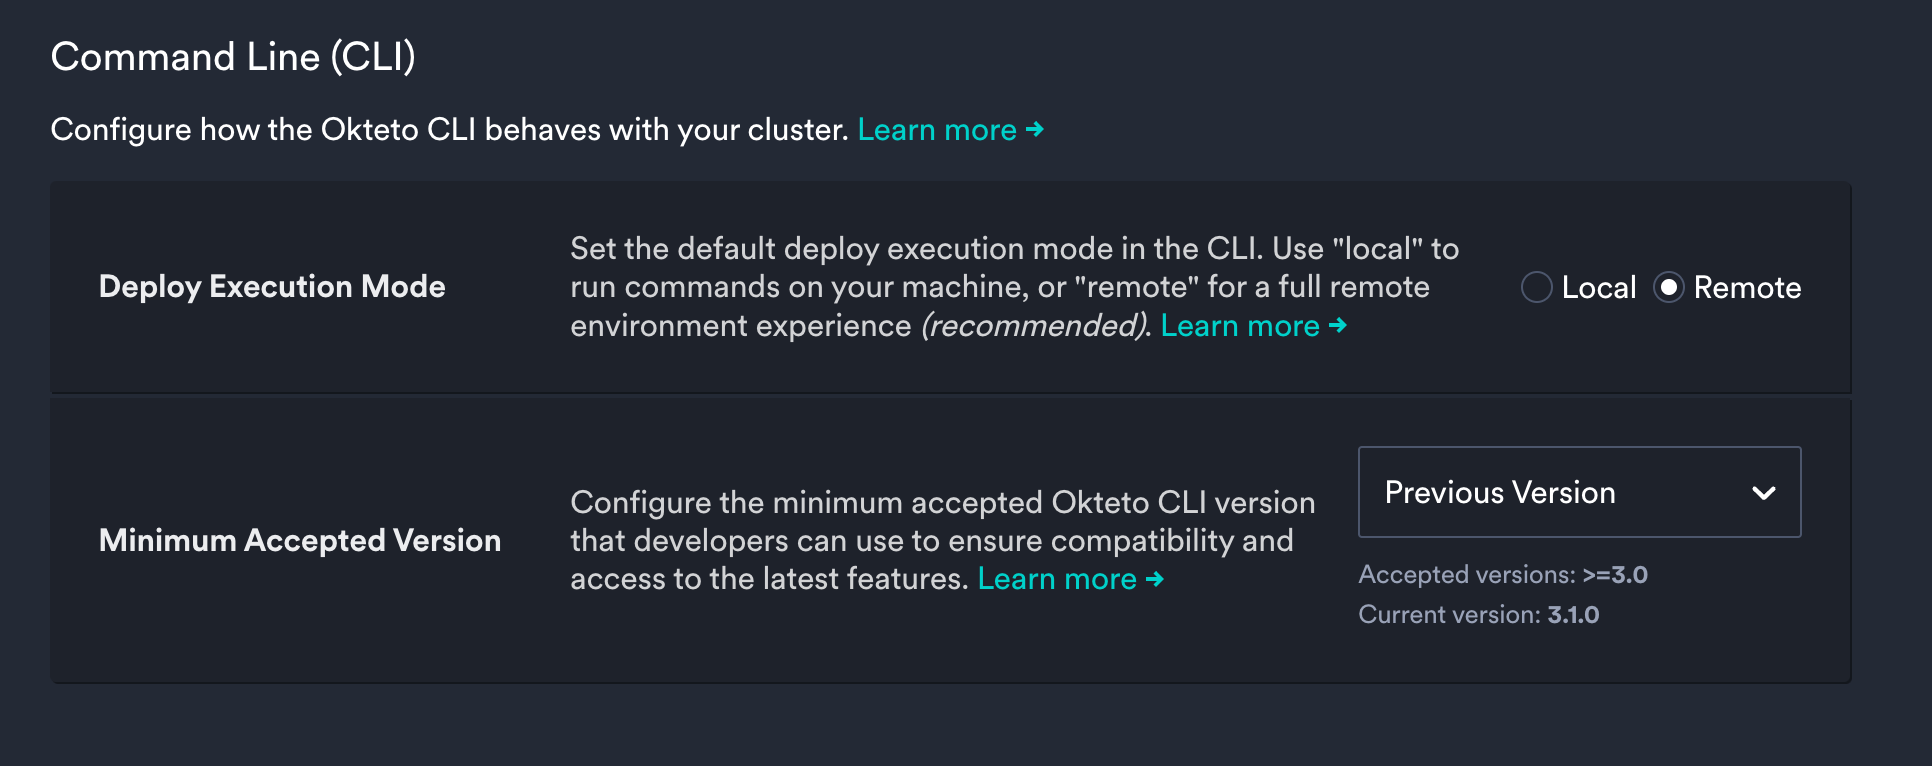 Command Line (CLI)
Configure how the Okteto CLI behaves with your cluster. Learn more →
Deploy Execution Mode
Set the default deploy execution mode in the CLI. Use "local" to
run commands on your machine, or "remote" for a full remote
environment experience (recommended). Learn more →
Local
Remote
Minimum Accepted Version
Configure the minimum accepted Okteto CLI version
that developers can use to ensure compatibility and
access to the latest features. Learn more →
Previous Version
Accepted versions: >=3.0
Current version: 3.1.0